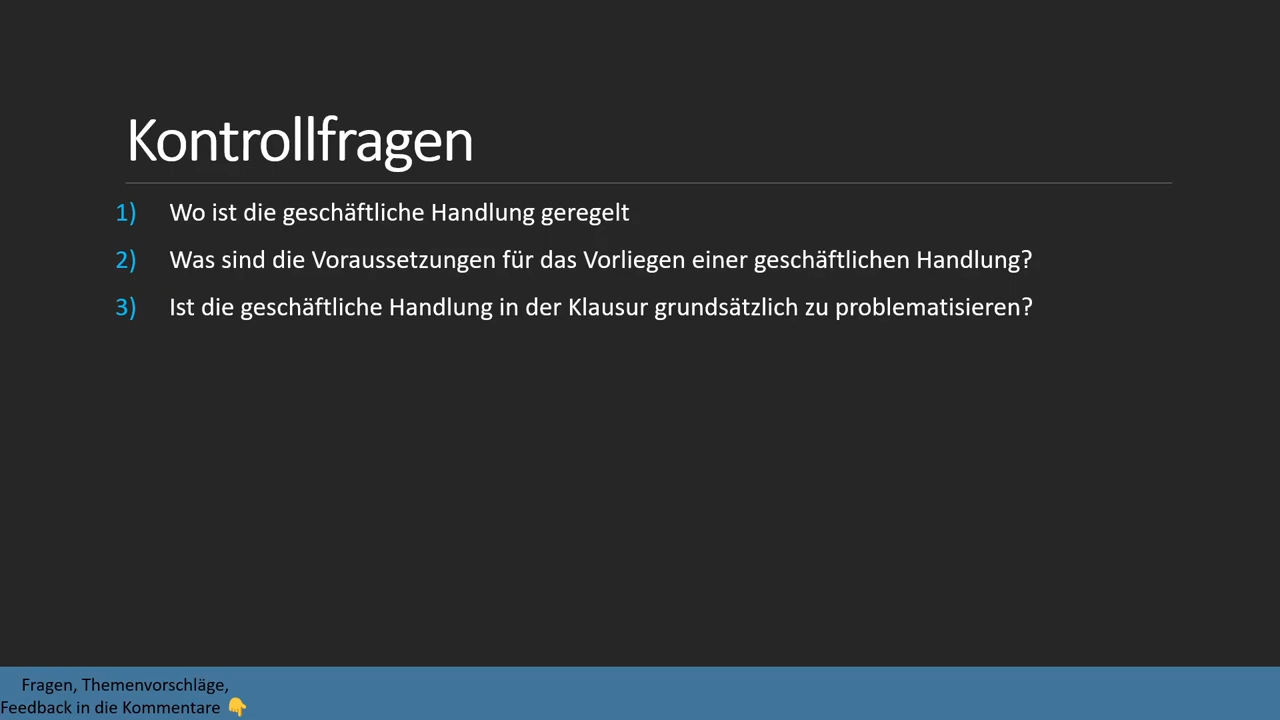 Kontrollfragen
1) Wo ist die geschäftliche Handlung geregelt
2) Was sind die Voraussetzungen für das Vorliegen einer geschäftlichen Handlung?
3) Ist die geschäftliche Handlung in der Klausur grundsätzlich zu problematisieren?
Fragen, Themenvorschläge,
Feedback in die Kommentare 👇